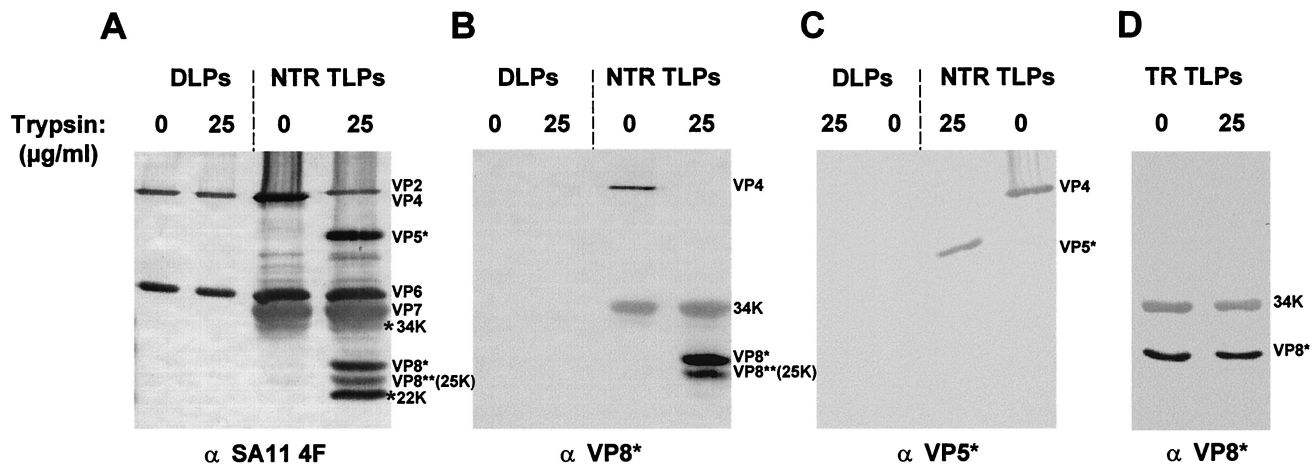 A B C D
DLPs NTR TLPs DLPs NTR TLPs DLPs NTR TLPs TR TLPs
Trypsin: 0 25 0 25 0 25 0 25 25 0 25 0 0 25
(µg/ml)
VP2
VP4
VP5*
VP6
VP7
*34K
VP8*
VP8**(25K)
*22K
VP4
34K
VP8*
VP8**(25K)
VP4
VP5*
34K
VP8*
α SA11 4F α VP8* α VP5* α VP8*